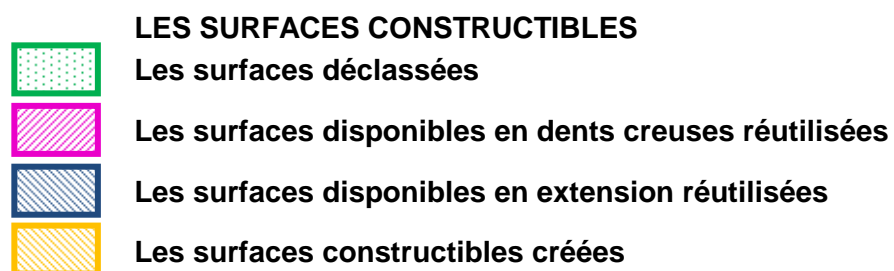 LES SURFACES CONSTRUCTIBLES
Les surfaces déclassées
Les surfaces disponibles en dents creuses réutilisées
Les surfaces disponibles en extension réutilisées
Les surfaces constructibles créées